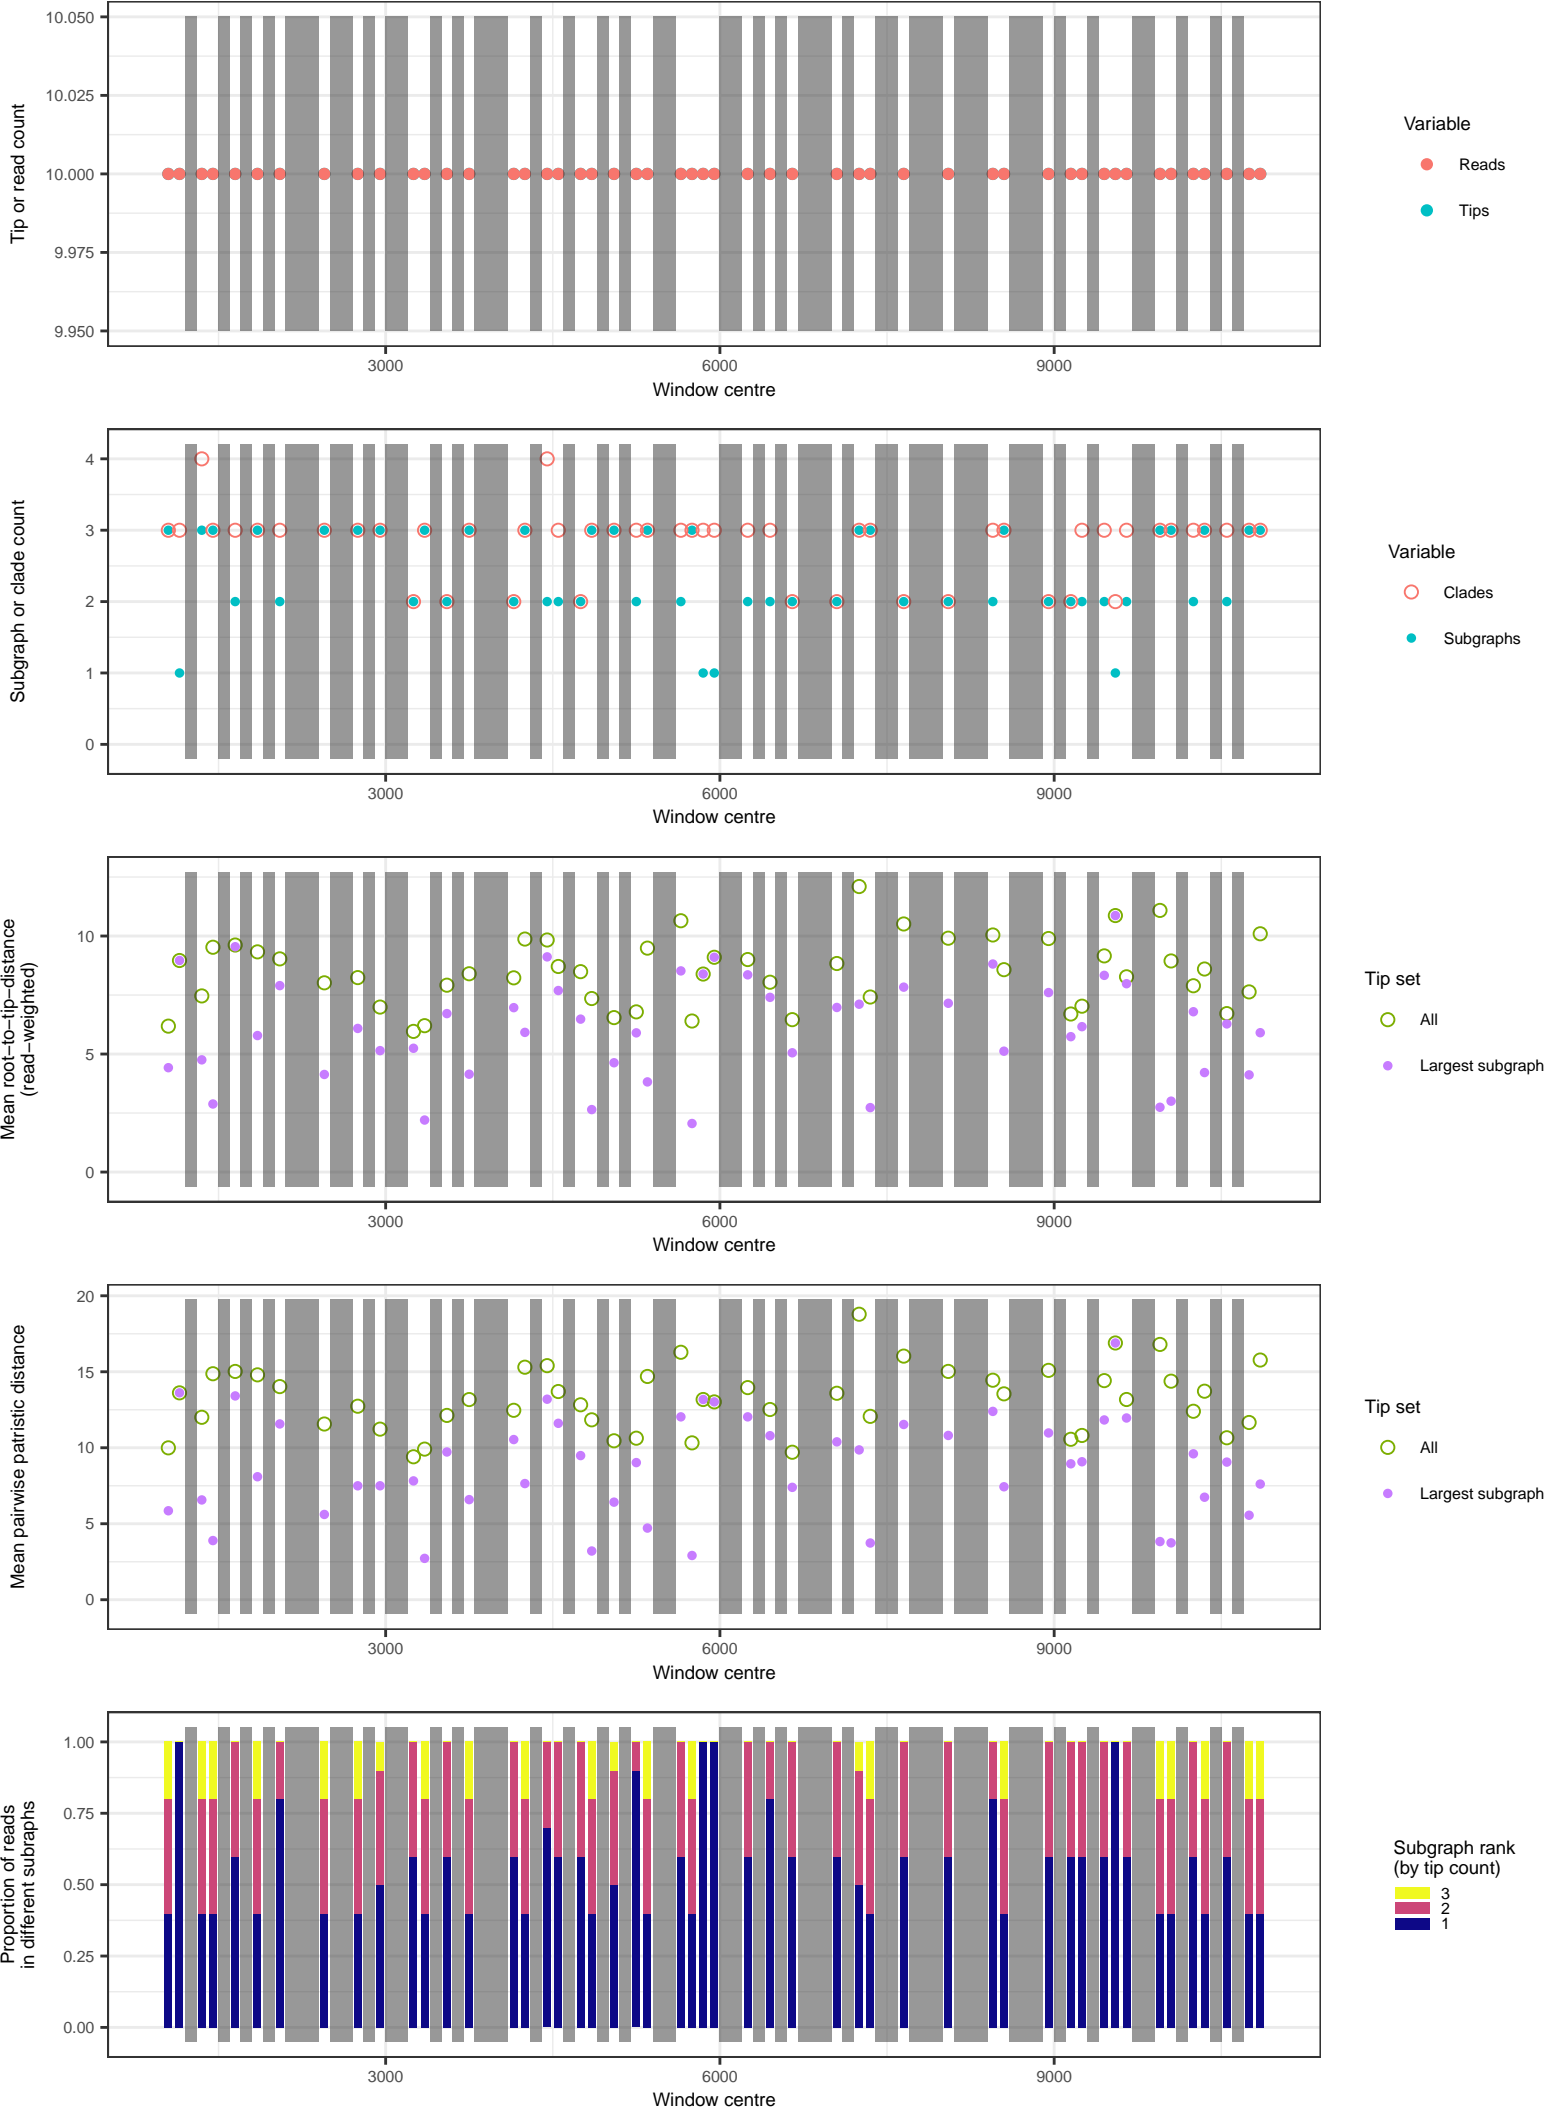 10.050
10.025
10.000
9.975
9.950
Tip or read count
3000
6000
9000
Window centre
Variable
Reads
Tips
4
3
2
1
0
Subgraph or clade count
3000
6000
9000
Window centre
Variable
Clades
Subgraphs
10
5
0
Mean root−to−tip−distance
(read−weighted)
3000
6000
9000
Window centre
Tip set
All
Largest subgraph
20
15
10
5
0
Mean pairwise patristic distance
3000
6000
9000
Window centre
Tip set
All
Largest subgraph
1.00
0.75
0.50
0.25
0.00
Proportion of reads
in different subraphs
3000
6000
9000
Window centre
Subgraph rank
(by tip count)
3
2
1